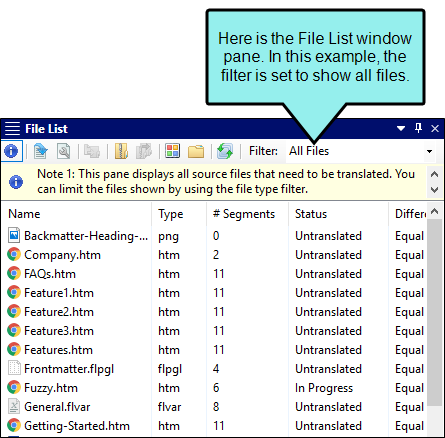 Here is the File List window
pane. In this example, the
filter is set to show all files.
File List
Filter: All Files
Note 1: This pane displays all source files that need to be translated. You
can limit the files shown by using the file type filter.
Name Type # Segments Status Differe
Backmatter-Heading-... png 0 Untranslated Equal
Company.htm htm 2 Untranslated Equal
FAQs.htm htm 11 Untranslated Equal
Feature1.htm htm 11 Untranslated Equal
Feature2.htm htm 11 Untranslated Equal
Feature3.htm htm 11 Untranslated Equal
Features.htm htm 11 Untranslated Equal
Frontmatter.flpgl flpgl 4 Untranslated Equal
Fuzzy.htm htm 6 In Progress Equal
General.flvar flvar 8 Untranslated Equal
Getting-Started.htm htm 11 Untranslated Equal